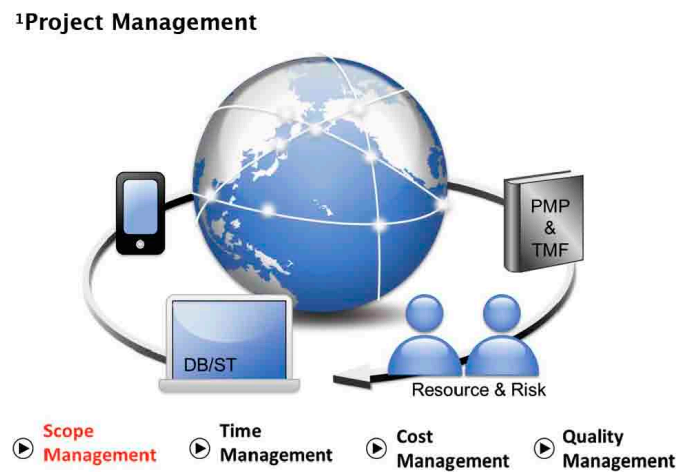 ¹Project Management
PMP
&
TMF
DB/ST
Resource & Risk
Scope
Management
Time
Management
Cost
Management
Quality
Management